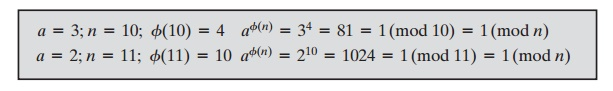 a = 3; n = 10; ϕ(10) = 4 a^ϕ(n) = 3^4 = 81 = 1 (mod 10) = 1 (mod n)
a = 2; n = 11; ϕ(11) = 10 a^ϕ(n) = 2^10 = 1024 = 1 (mod 11) = 1 (mod n)